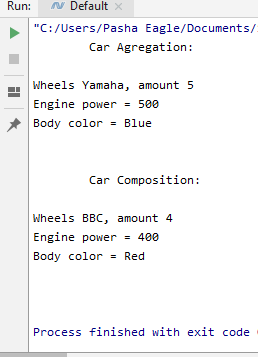 Run: Default
"C:/Users/Pasha Eagle/Documents/
Car Agregation:
Wheels Yamaha, amount 5
Engine power = 500
Body color = Blue
Car Composition:
Wheels BBC, amount 4
Engine power = 400
Body color = Red
Process finished with exit code